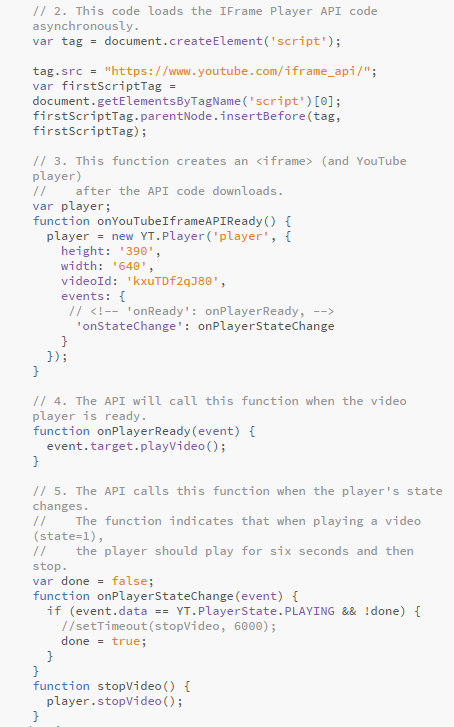 // 2. This code loads the IFrame Player API code
asynchronously.
var tag = document.createElement('script');
tag.src = "https://www.youtube.com/iframe_api/";
var firstScriptTag =
document.getElementsByTagName('script')[0];
firstScriptTag.parentNode.insertBefore(tag,
firstScriptTag);
// 3. This function creates an <iframe> (and YouTube
player)
//    after the API code downloads.
var player;
function onYouTubeIframeAPIReady() {
  player = new YT.Player('player', {
    height: '390',
    width: '640',
    videoId: 'kxuTDf2qJ80',
    events: {
     // <!-- 'onReady': onPlayerReady, -->
      'onStateChange': onPlayerStateChange
    }
  });
}
// 4. The API will call this function when the video
player is ready.
function onPlayerReady(event) {
  event.target.playVideo();
}
// 5. The API calls this function when the player's state
changes.
//    The function indicates that when playing a video
(state=1),
//    the player should play for six seconds and then
stop.
var done = false;
function onPlayerStateChange(event) {
  if (event.data == YT.PlayerState.PLAYING && !done) {
    //setTimeout(stopVideo, 6000);
    done = true;
  }
}
function stopVideo() {
  player.stopVideo();
}